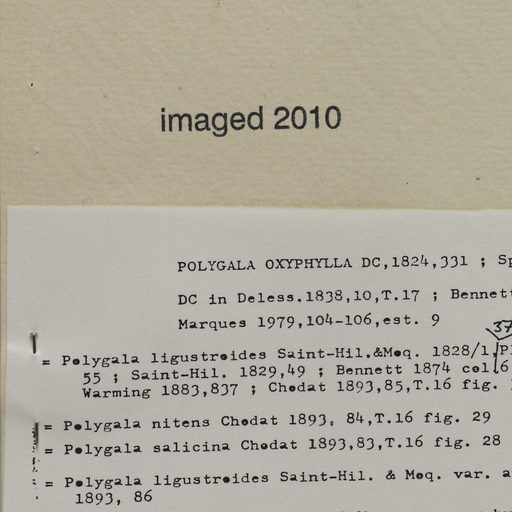 imaged 2010
POLYGALA OXYPHYLLA DC,1824,331 ;
DC in Deless.1838,10,T.17 ; Bennett
Marques 1979,104-106,est. 9
37
= Polygala ligustroides Saint-Hil.&Moq. 1828/1,
55 ; Saint-Hil. 1829,49 ; Bennett 1874 col
Warming 1883,837 ; Chodat 1893,85,T.16 fig.
= Polygala nitens Chodat 1893, 84,T.16 fig. 29
= Polygala salicina Chodat 1893,83,T.16 fig. 28
= Polygala ligustroides Saint-Hil. & Moq. var. a
1893, 86